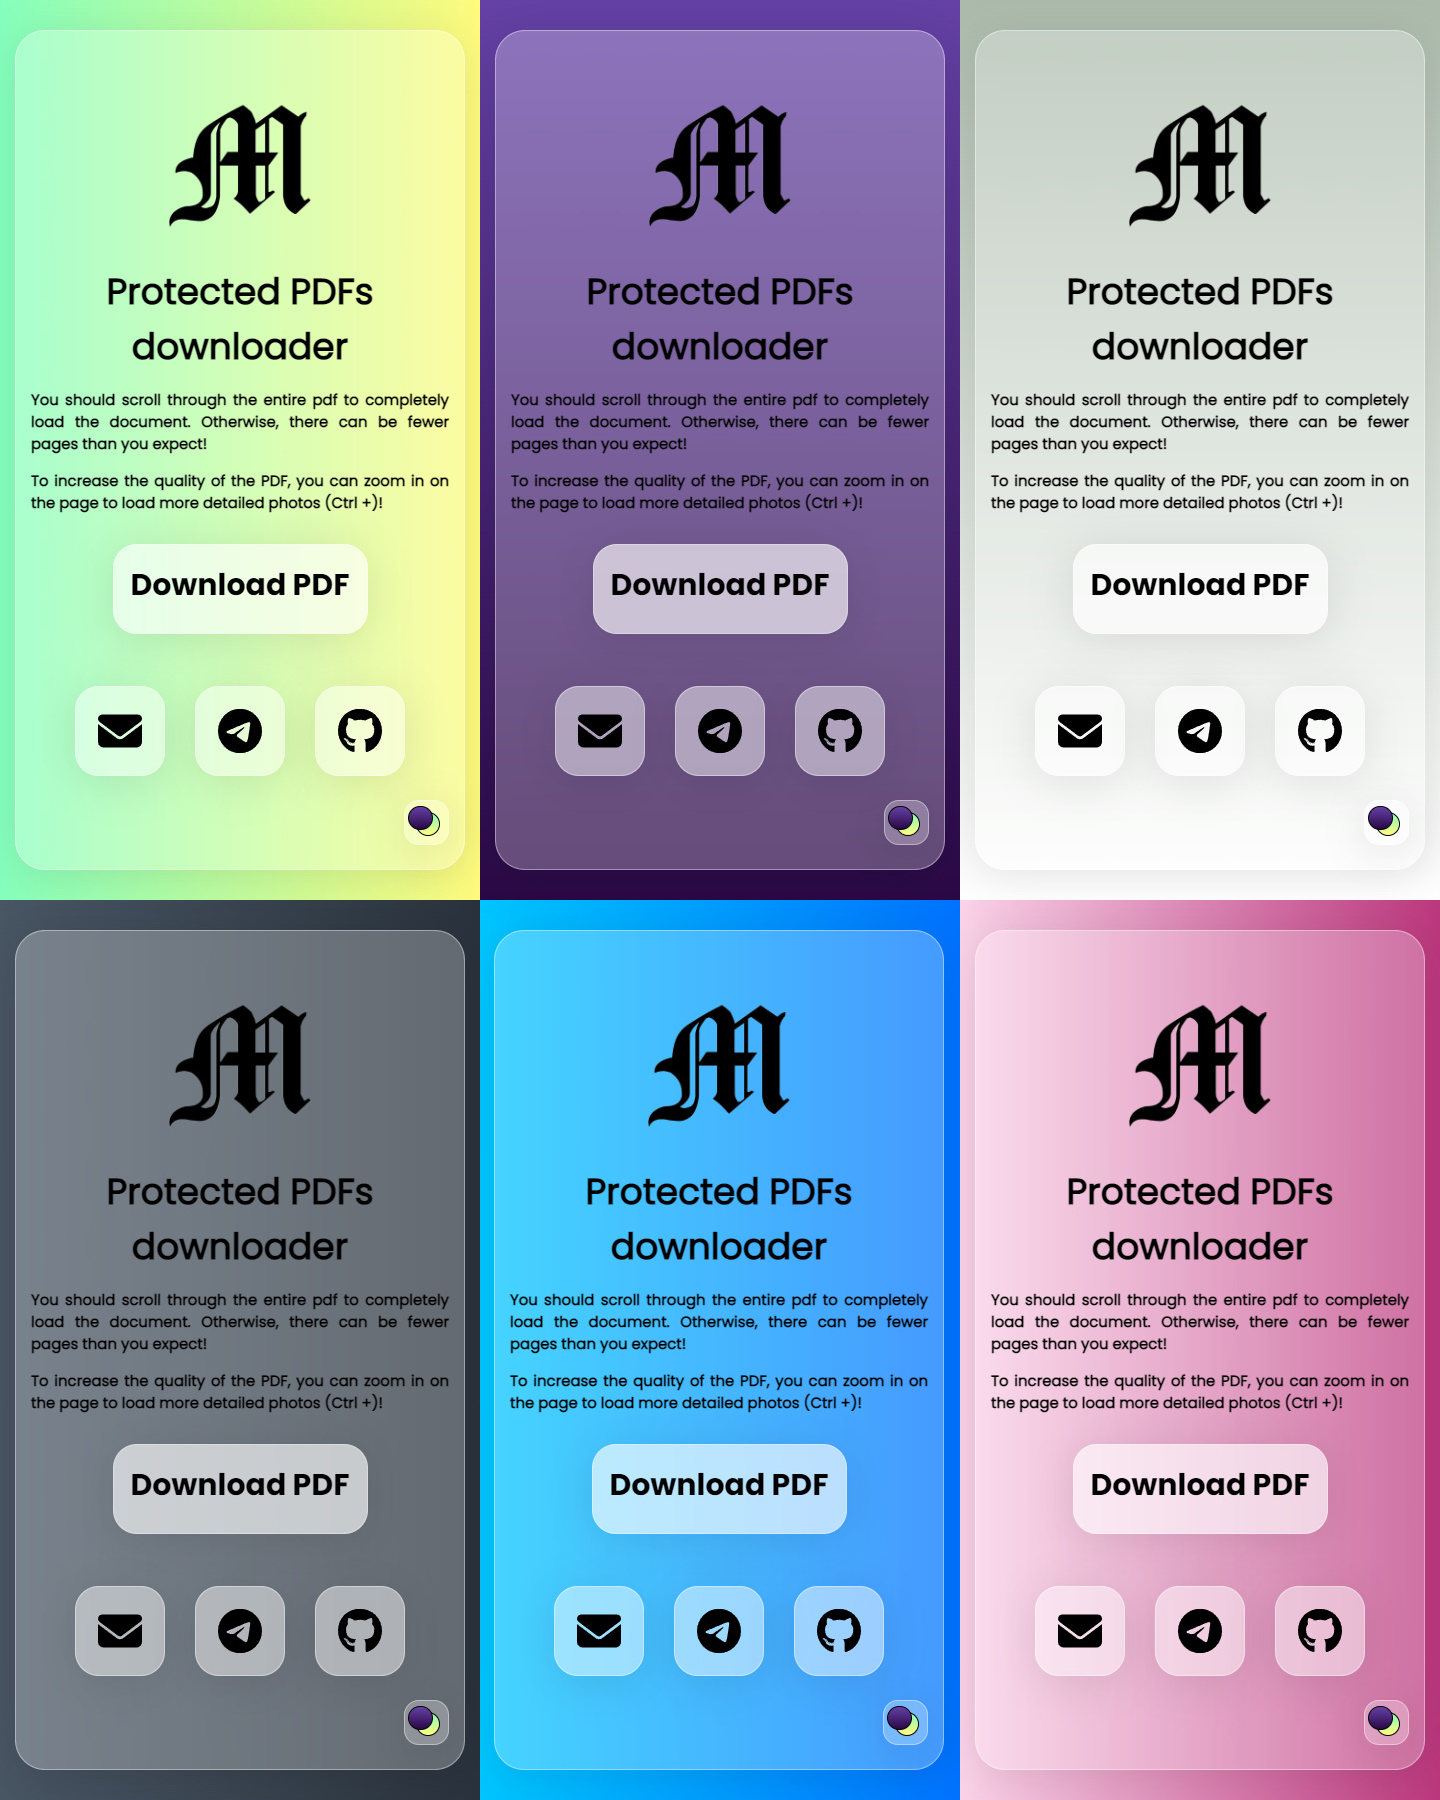 M
Protected PDFs
downloader
You should scroll through the entire pdf to completely
load the document. Otherwise, there can be fewer
pages than you expect!
To increase the quality of the PDF, you can zoom in on
the page to load more detailed photos (Ctrl +)!
Download PDF
M
Protected PDFs
downloader
You should scroll through the entire pdf to completely
load the document. Otherwise, there can be fewer
pages than you expect!
To increase the quality of the PDF, you can zoom in on
the page to load more detailed photos (Ctrl +)!
Download PDF
M
Protected PDFs
downloader
You should scroll through the entire pdf to completely
load the document. Otherwise, there can be fewer
pages than you expect!
To increase the quality of the PDF, you can zoom in on
the page to load more detailed photos (Ctrl +)!
Download PDF
M
Protected PDFs
downloader
You should scroll through the entire pdf to completely
load the document. Otherwise, there can be fewer
pages than you expect!
To increase the quality of the PDF, you can zoom in on
the page to load more detailed photos (Ctrl +)!
Download PDF
M
Protected PDFs
downloader
You should scroll through the entire pdf to completely
load the document. Otherwise, there can be fewer
pages than you expect!
To increase the quality of the PDF, you can zoom in on
the page to load more detailed photos (Ctrl +)!
Download PDF
M
Protected PDFs
downloader
You should scroll through the entire pdf to completely
load the document. Otherwise, there can be fewer
pages than you expect!
To increase the quality of the PDF, you can zoom in on
the page to load more detailed photos (Ctrl +)!
Download PDF